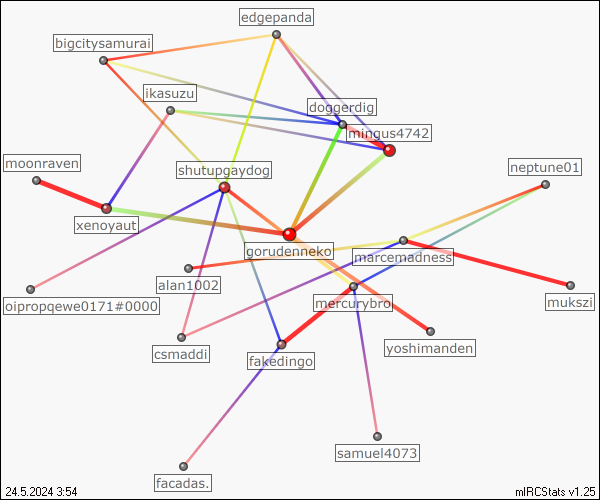 edgepanda
bigcitysamurai
ikasuzu
doggerdig
mingus4742
moonraven
shutupgaydog
neptune01
xenoyaut
gorudenneko
marcemadness
alan1002
oipropqewe0171#0000
mercurybro
mukszi
csmaddi
fakedingo
yoshimanden
samuel4073
facadas.
24.5.2024 3:54
mIRCStats v1.25